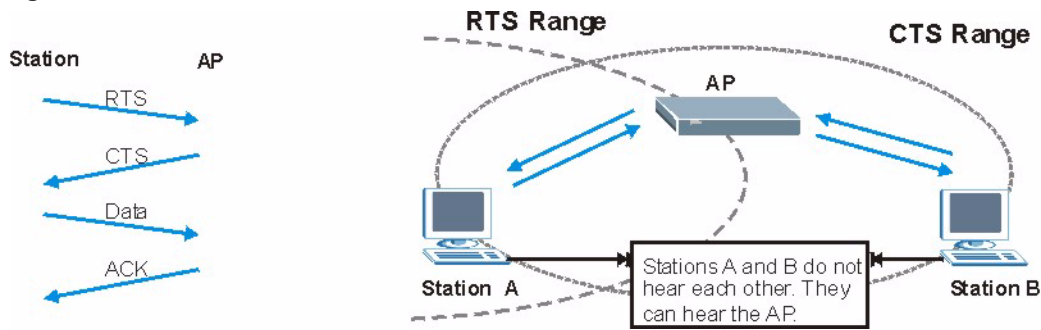 RTS Range
CTS Range
Station
AP
RTS
CTS
Data
ACK
AP
Station A
Stations A and B do not
hear each other. They
can hear the AP.
Station B